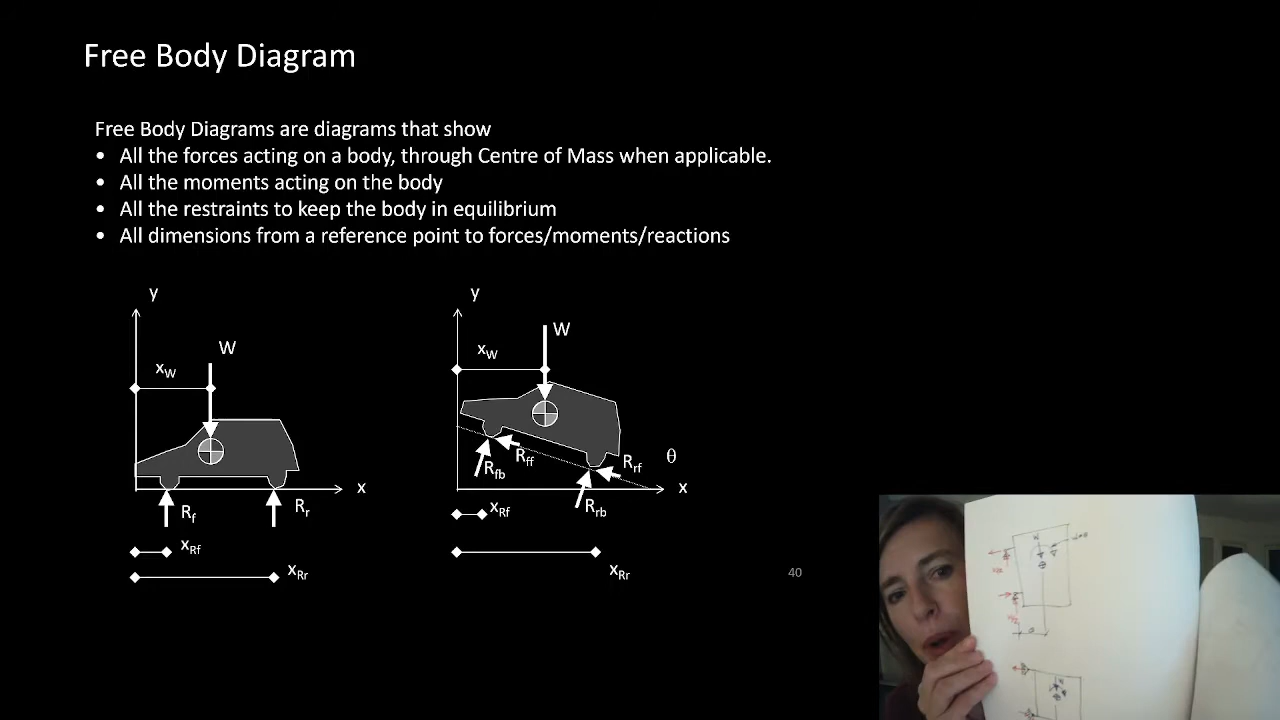 Free Body Diagram
Free Body Diagrams are diagrams that show
• All the forces acting on a body, through Centre of Mass when applicable.
• All the moments acting on the body
• All the restraints to keep the body in equilibrium
• All dimensions from a reference point to forces/moments/reactions
y
W
xW
x
Rf
Rr
xRf
xRr
y
W
xW
θ
x
Rff
Rfb
Rrf
Rrb
xRf
xRr
40